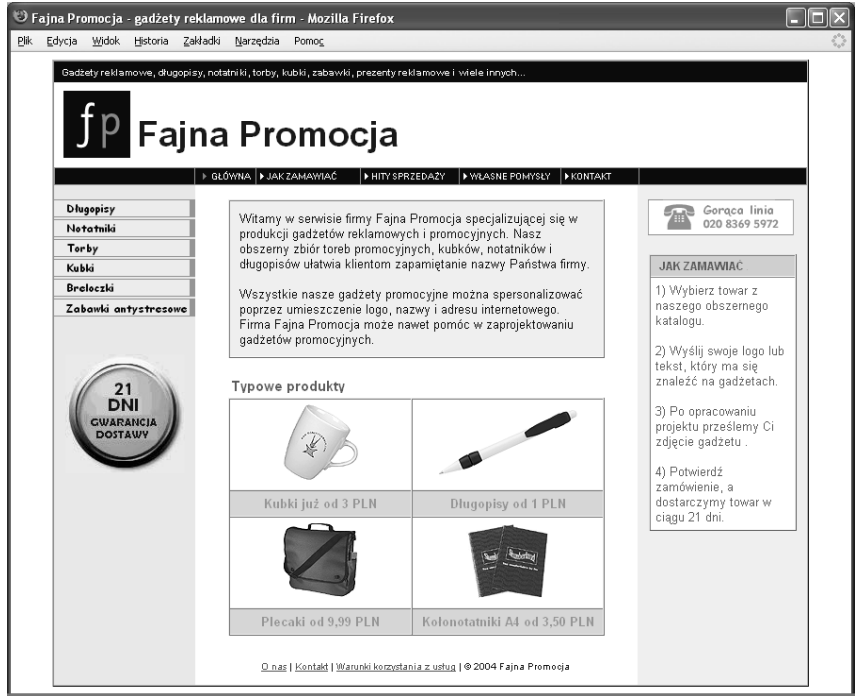 Fajna Promocja - gadżety reklamowe dla firm - Mozilla Firefox
Plik Edycja Widok Historia Zakładki Narzędzia Pomoc
Gadżety reklamowe, długopisy, notatniki, torby, kubki, zabawki, prezenty reklamowe i wiele innych...
fp Fajna Promocja
GŁÓWNA JAK ZAMAWIAĆ HITY SPRZEDAŻY WŁASNE POMYSŁY KONTAKT
Długopisy
Notatniki
Torby
Kubki
Breloczki
Zabawki antystresowe
21
DNI
GWARANCJA
DOSTAWY
Witamy w serwisie firmy Fajna Promocja specjalizującej się w
produkcji gadżetów reklamowych i promocyjnych. Nasz
obszerny zbiór toreb promocyjnych, kubków, notatników i
długopisów ułatwia klientom zapamiętanie nazwy Państwa firmy.
Wszystkie nasze gadżety promocyjne można spersonalizować
poprzez umieszczenie logo, nazwy i adresu internetowego.
Firma Fajna Promocja może nawet pomóc w zaprojektowaniu
gadżetów promocyjnych.
Typowe produkty
Kubki już od 3 PLN
Długopisy od 1 PLN
Plecaki od 9,99 PLN
Kolonotatniki A4 od 3,50 PLN
Gorąca linia
020 8369 5972
JAK ZAMAWIAĆ
1) Wybierz towar z
naszego obszernego
katalogu.
2) Wyślij swoje logo lub
tekst, który ma się
znaleźć na gadżetach.
3) Po opracowaniu
projektu prześlemy Ci
zdjęcie gadżetu .
4) Potwierdź
zamówienie, a
dostarczymy towar w
ciągu 21 dni.
O nas | Kontakt | Warunki korzystania z usług | © 2004 Fajna Promocja